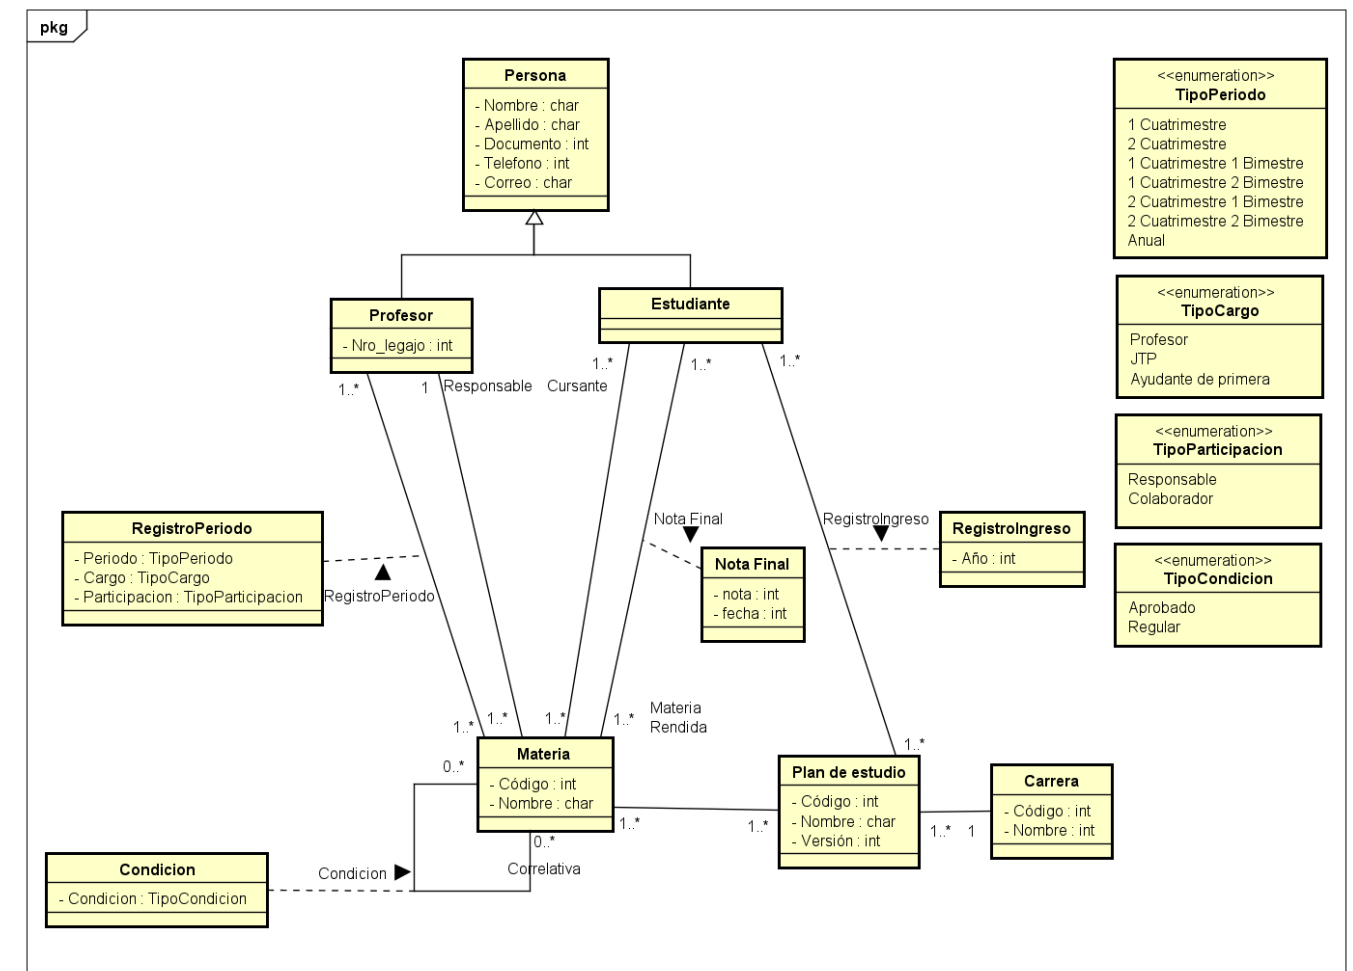 pkg
Persona
- Nombre : char
- Apellido : char
- Documento : int
- Telefono : int
- Correo : char
<<enumeration>>
TipoPeriodo
1 Cuatrimestre
2 Cuatrimestre
1 Cuatrimestre 1 Bimestre
1 Cuatrimestre 2 Bimestre
2 Cuatrimestre 1 Bimestre
2 Cuatrimestre 2 Bimestre
Anual
<<enumeration>>
TipoCargo
Profesor
JTP
Ayudante de primera
<<enumeration>>
TipoParticipacion
Responsable
Colaborador
<<enumeration>>
TipoCondicion
Aprobado
Regular
Profesor
- Nro_legajo : int
Estudiante
1..*
1
Responsable
Cursante
1..*
1..*
1..*
RegistroPeriodo
- Periodo : TipoPeriodo
- Cargo : TipoCargo
- Participacion : TipoParticipacion
RegistroPeriodo
Nota Final
Nota Final
- nota : int
- fecha : int
RegistroIngreso
RegistroIngreso
- Año : int
1..*
1..*
1..*
1..*
Materia
Rendida
1..*
0..*
Materia
- Código : int
- Nombre : char
1..*
1..*
Plan de estudio
- Código : int
- Nombre : char
- Versión : int
1..*
1
Carrera
- Código : int
- Nombre : int
0..*
Correlativa
Condicion
Condicion
- Condicion : TipoCondicion